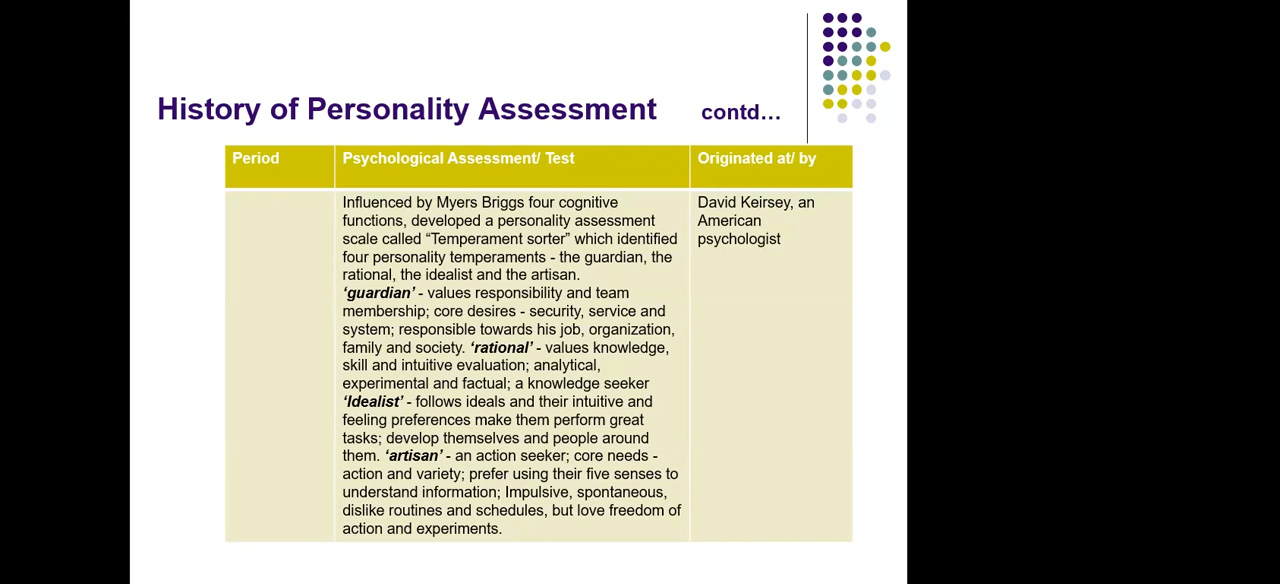 History of Personality Assessment contd...
Period Psychological Assessment/ Test Originated at/ by
Influenced by Myers Briggs four cognitive
functions, developed a personality assessment
scale called “Temperament sorter” which identified
four personality temperaments - the guardian, the
rational, the idealist and the artisan.
‘guardian’ - values responsibility and team
membership; core desires - security, service and
system; responsible towards his job, organization,
family and society. ‘rational’ - values knowledge,
skill and intuitive evaluation; analytical,
experimental and factual; a knowledge seeker
‘Idealist’ - follows ideals and their intuitive and
feeling preferences make them perform great
tasks; develop themselves and people around
them. ‘artisan’ - an action seeker; core needs -
action and variety; prefer using their five senses to
understand information; Impulsive, spontaneous,
dislike routines and schedules, but love freedom of
action and experiments.
David Keirsey, an
American
psychologist